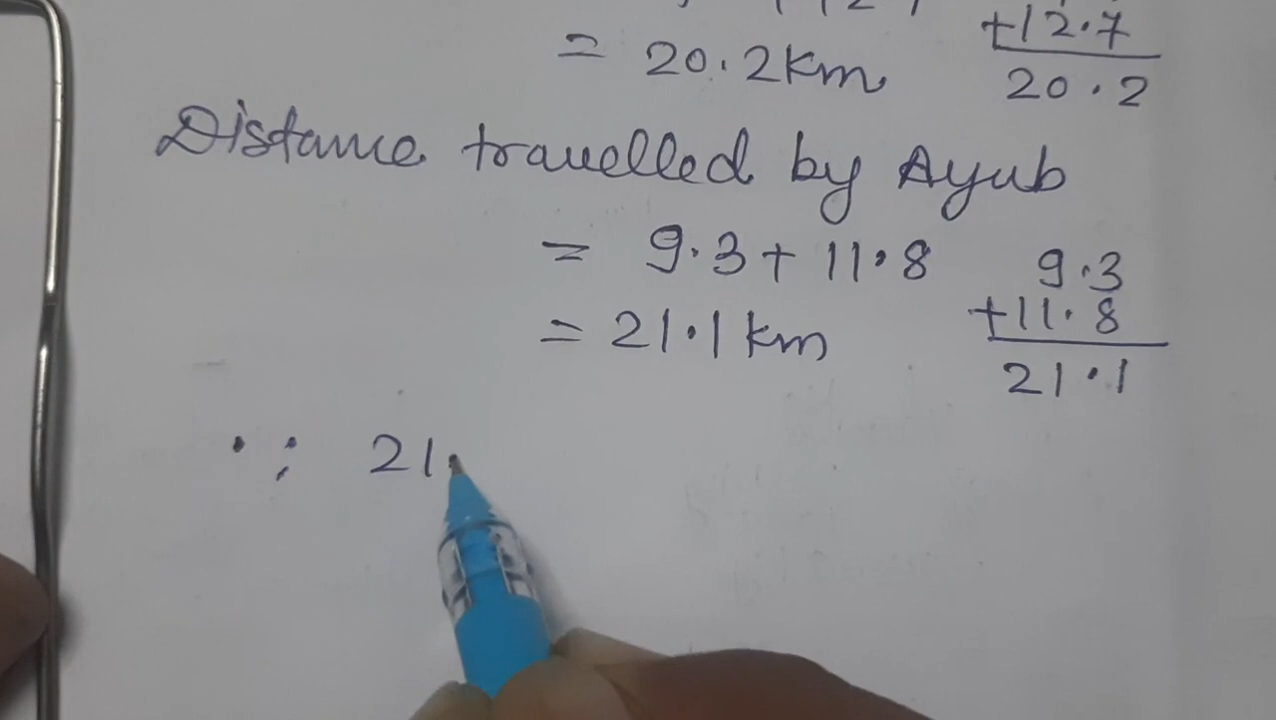 +12.7
= 20.2km
20.2
Distance travelled by Ayub
= 9.3 + 11.8
9.3
+11.8
= 21.1 km
21.1
∵ 21.